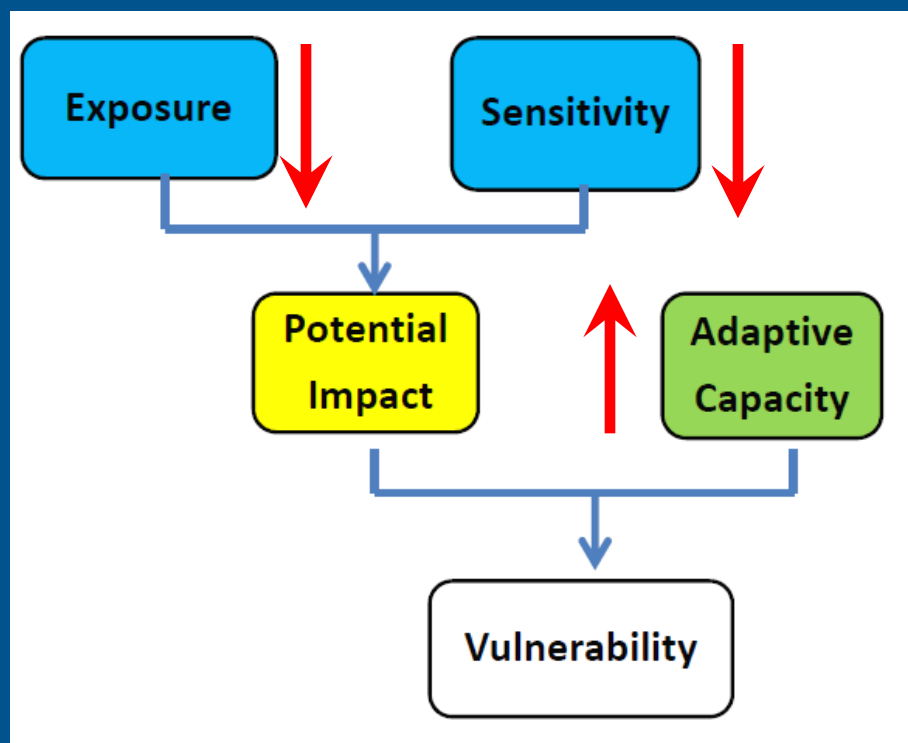 Exposure
Sensitivity
Potential
Impact
Adaptive
Capacity
Vulnerability